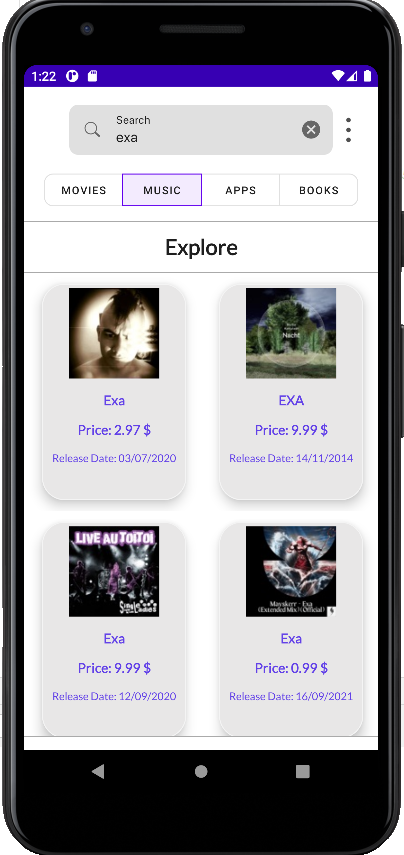 1:22
Search
exa
MOVIES MUSIC APPS BOOKS
Explore
Nacht
Exa
EXA
Price: 2.97 $
Price: 9.99 $
Release Date: 03/07/2020
Release Date: 14/11/2014
LIVE AU TOITOI
Single Ladies
Mayskrrr - Exa
(Extended Mix) (Official)
Exa
Exa
Price: 9.99 $
Price: 0.99 $
Release Date: 12/09/2020
Release Date: 16/09/2021